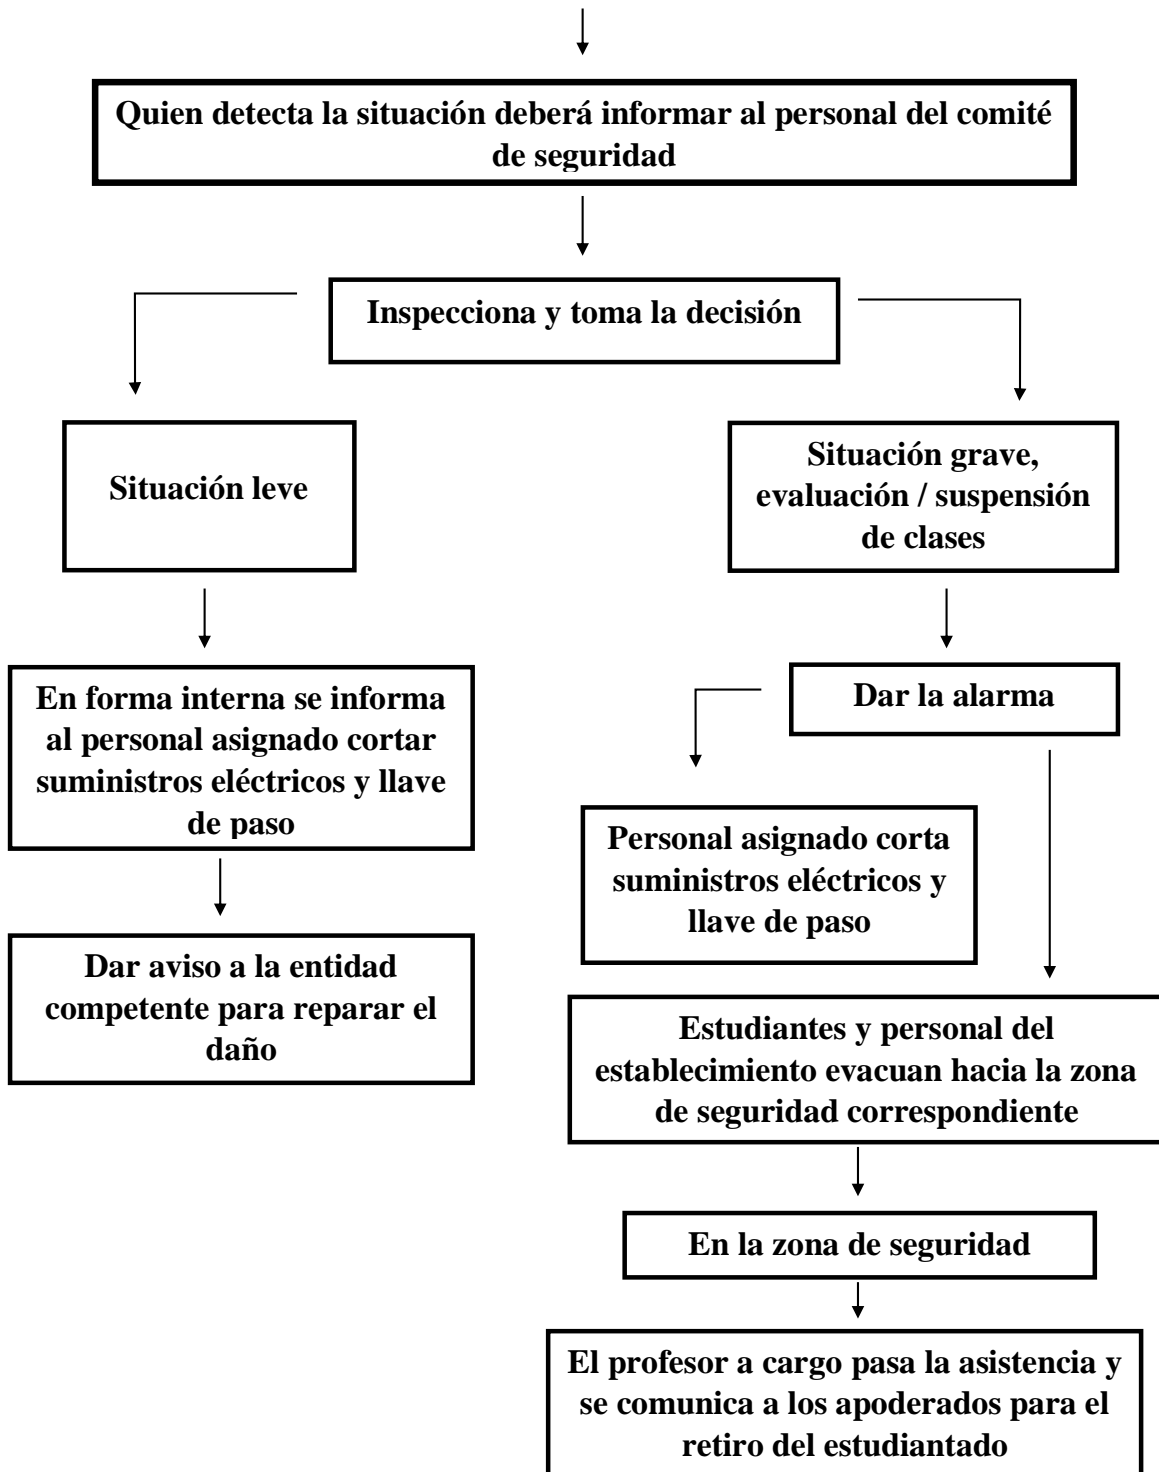 Quien detecta la situación deberá informar al personal del comité
de seguridad
Inspecciona y toma la decisión
Situación leve
Situación grave,
evaluación / suspensión
de clases
En forma interna se informa
al personal asignado cortar
suministros eléctricos y llave
de paso
Dar la alarma
Personal asignado corta
suministros eléctricos y
llave de paso
Dar aviso a la entidad
competente para reparar el
daño
Estudiantes y personal del
establecimiento evacuan hacia la zona
de seguridad correspondiente
En la zona de seguridad
El profesor a cargo pasa la asistencia y
se comunica a los apoderados para el
retiro del estudiantado